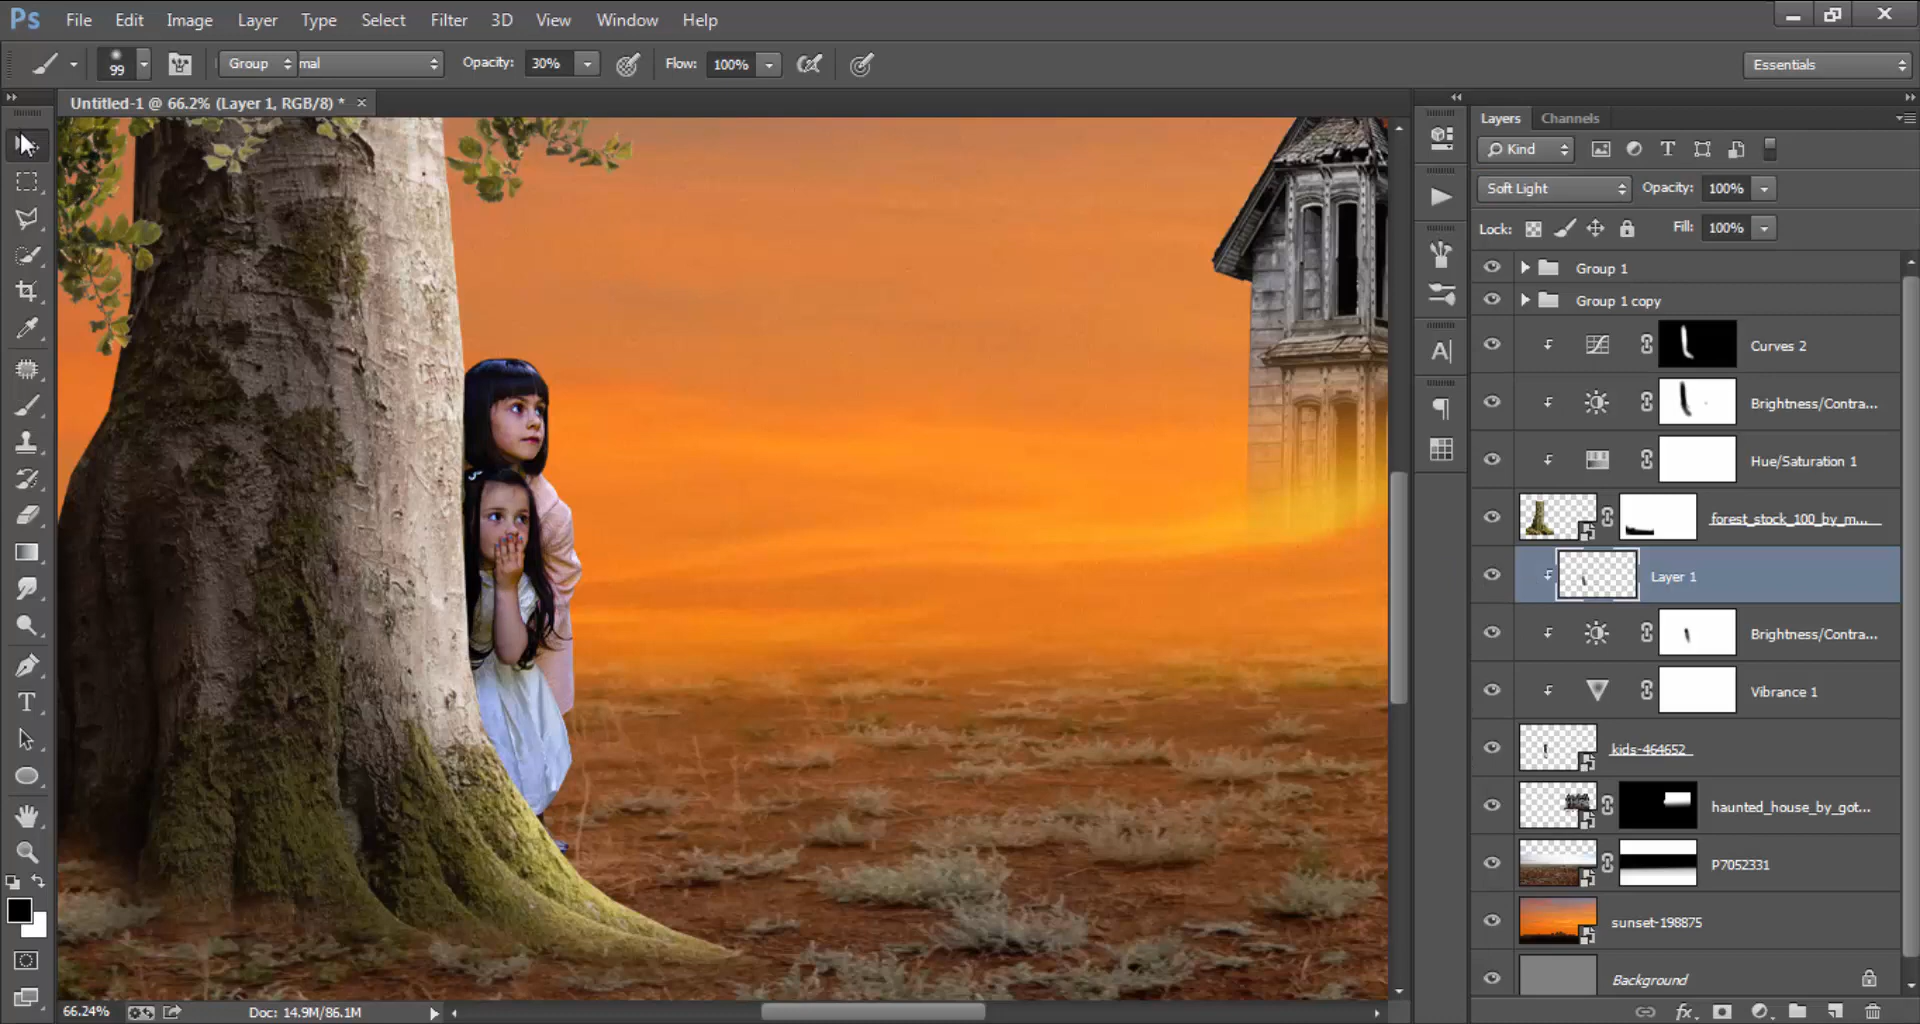 Ps File Edit Image Layer Type Select Filter 3D View Window Help
99 Group mal Opacity: 30% Flow: 100% Essentials
Untitled-1 @ 66.2% (Layer 1, RGB/8) * ×
Layers Channels
Kind
Soft Light Opacity: 100%
Lock: Fill: 100%
Group 1
Group 1 copy
Curves 2
Brightness/Contra...
Hue/Saturation 1
forest_stock_100_by_m...
Layer 1
Brightness/Contra...
Vibrance 1
kids-464652
haunted_house_by_got...
P7052331
sunset-198875
Background
66.24% Doc: 14.9M/86.1M